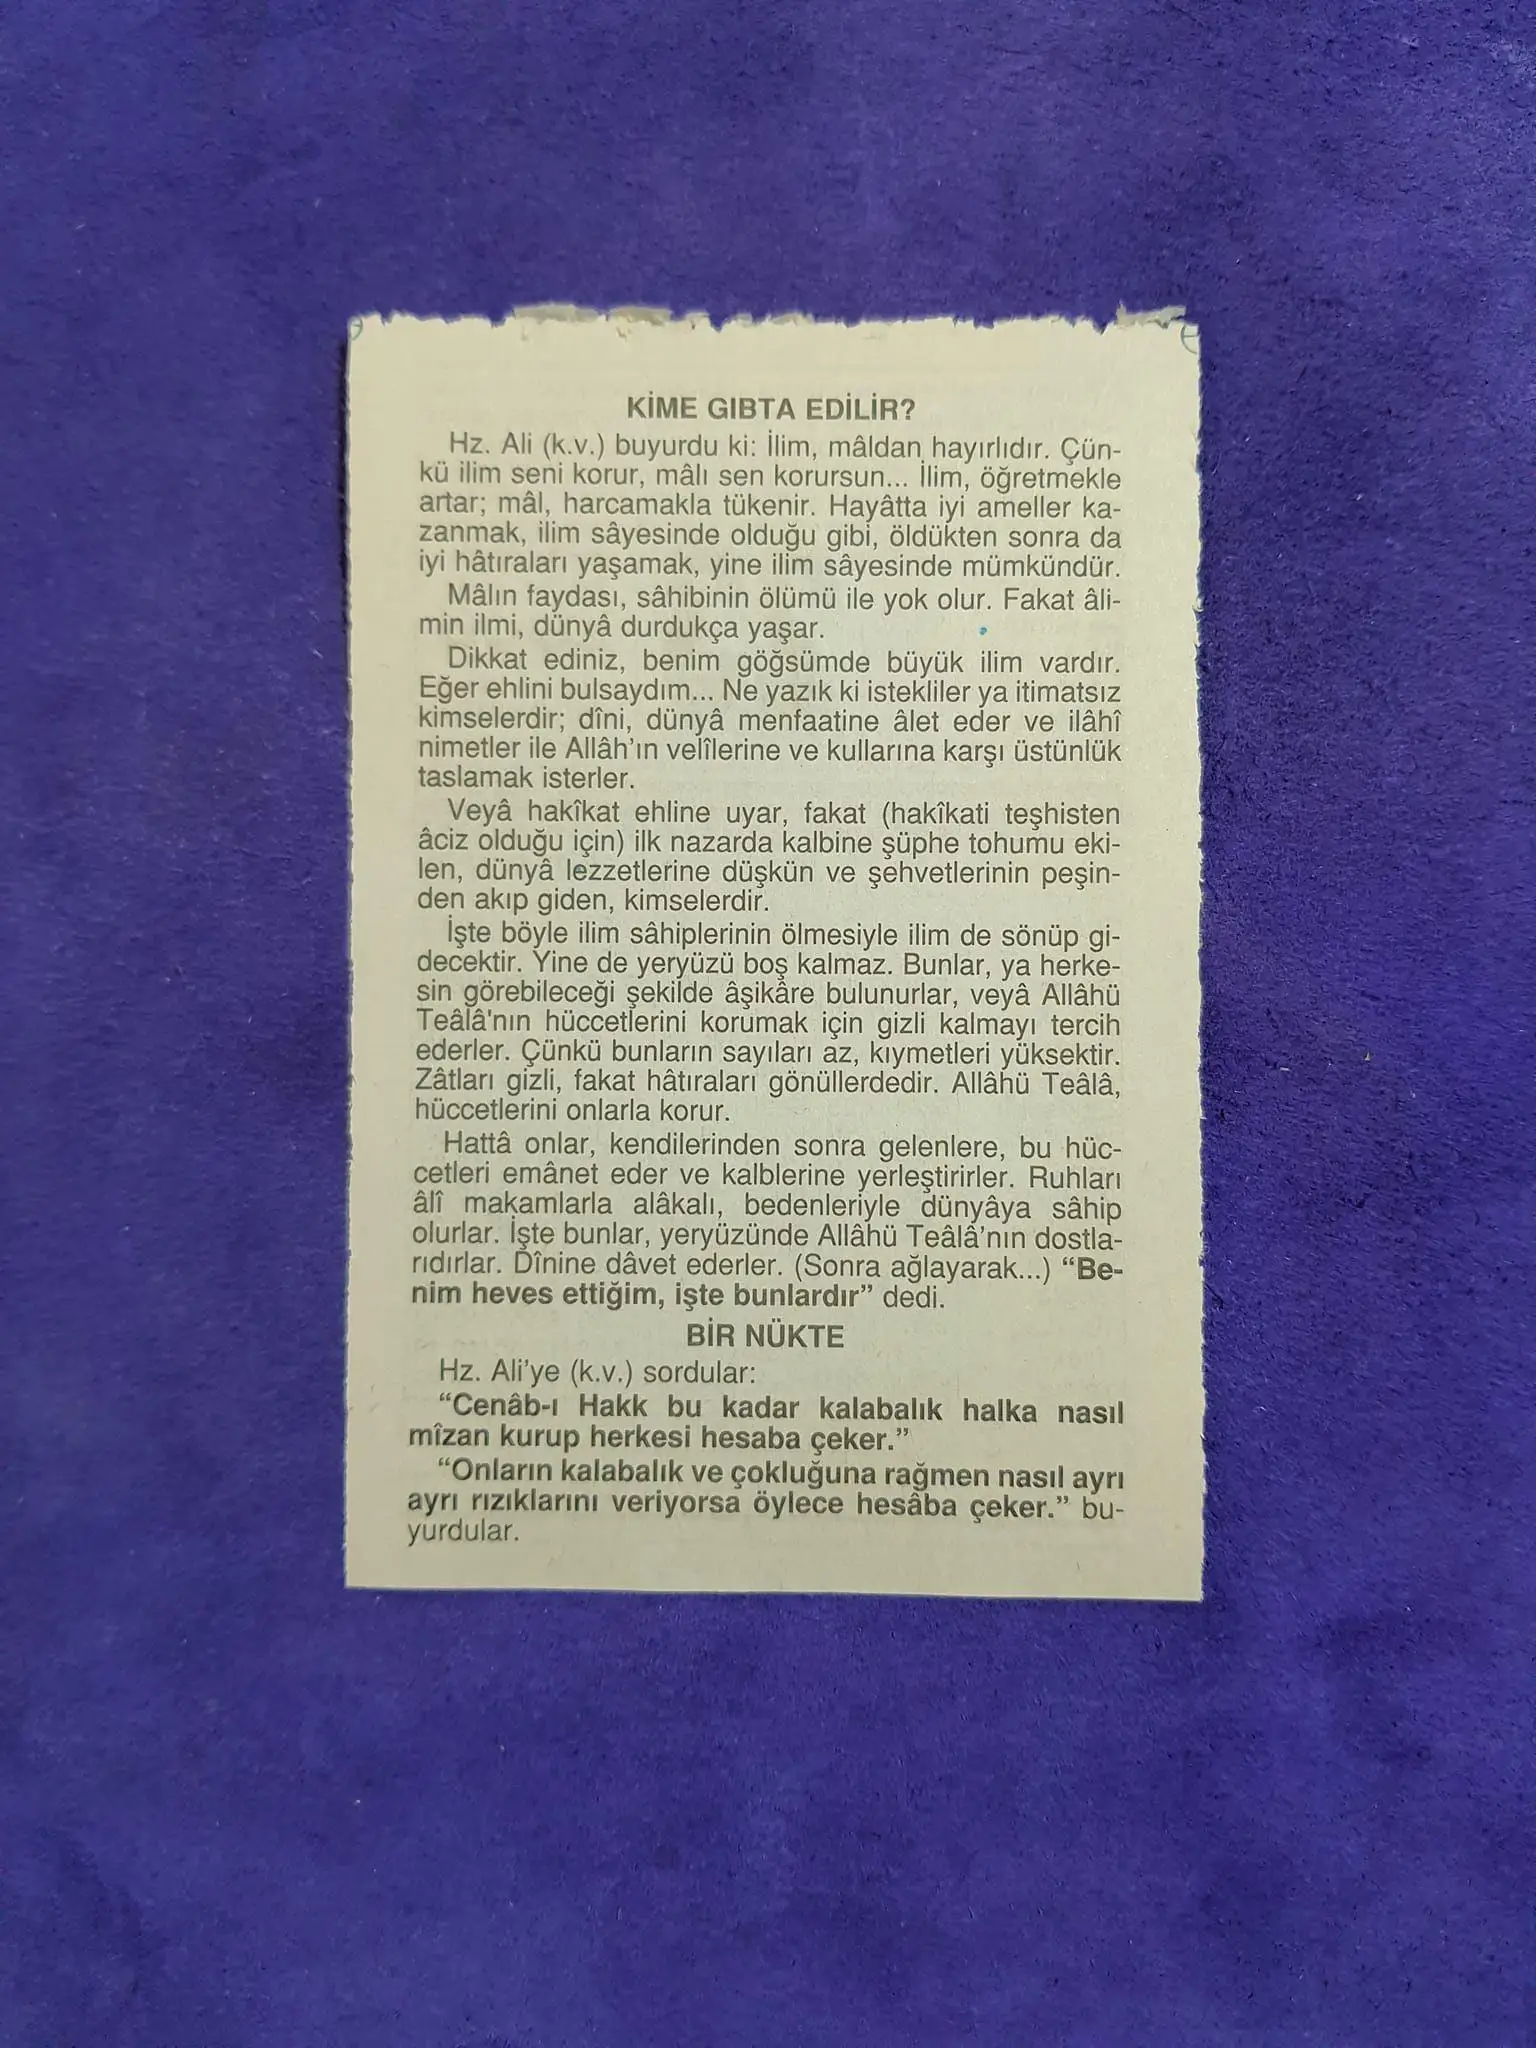 KİME GIBTA EDİLİR?
Hz. Ali (k.v.) buyurdu ki: İlim, mâldan hayırlıdır. Çün-
kü ilim seni korur, mâlı sen korursun... İlim, öğretmekle
artar; mâl, harcamakla tükenir. Hayâtta iyi ameller ka-
zanmak, ilim sâyesinde olduğu gibi, öldükten sonra da
iyi hâtıraları yaşamak, yine ilim sâyesinde mümkündür.
Mâlın faydası, sâhibinin ölümü ile yok olur. Fakat âli-
min ilmi, dünyâ durdukça yaşar.
Dikkat ediniz, benim göğsümde büyük ilim vardır.
Eğer ehlini bulsaydım... Ne yazık ki istekliler ya itimatsız
kimselerdir; dîni, dünyâ menfaatine âlet eder ve ilâhî
nimetler ile Allâh’ın velîlerine ve kullarına karşı üstünlük
taslamak isterler.
Veyâ hakîkat ehline uyar, fakat (hakîkati teşhisten
âciz olduğu için) ilk nazarda kalbine şüphe tohumu eki-
len, dünyâ lezzetlerine düşkün ve şehvetlerinin peşin-
den akıp giden, kimselerdir.
İşte böyle ilim sâhiplerinin ölmesiyle ilim de sönüp gi-
decektir. Yine de yeryüzü boş kalmaz. Bunlar, ya herke-
sin görebileceği şekilde âşikâre bulunurlar, veyâ Allâhü
Teâlâ'nın hüccetlerini korumak için gizli kalmayı tercih
ederler. Çünkü bunların sayıları az, kıymetleri yüksektir.
Zâtları gizli, fakat hâtıraları gönüllerdedir. Allâhü Teâlâ,
hüccetlerini onlarla korur.
Hattâ onlar, kendilerinden sonra gelenlere, bu hüc-
cetleri emânet eder ve kalblerine yerleştirirler. Ruhları
âlî makamlarla alâkalı, bedenleriyle dünyâya sâhip
olurlar. İşte bunlar, yeryüzünde Allâhü Teâlâ’nın dostla-
rıdırlar. Dînine dâvet ederler. (Sonra ağlayarak...) “Be-
nim heves ettiğim, işte bunlardır” dedi.
BİR NÜKTE
Hz. Ali’ye (k.v.) sordular:
“Cenâb-ı Hakk bu kadar kalabalık halka nasıl
mîzan kurup herkesi hesaba çeker.”
“Onların kalabalık ve çokluğuna rağmen nasıl ayrı
ayrı rızıklarını veriyorsa öylece hesâba çeker.” bu-
yurdular.